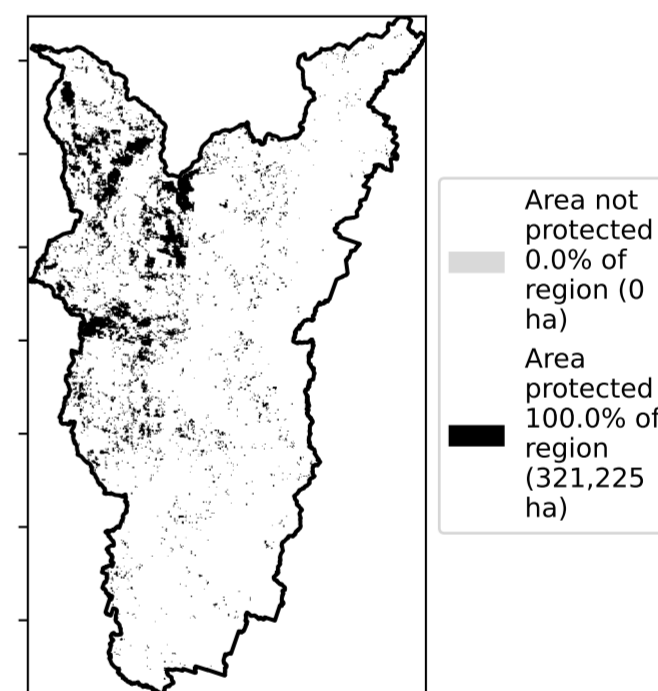 Area not
protected
0.0% of
region (0
ha)
Area
protected
100.0% of
region
(321,225
ha)